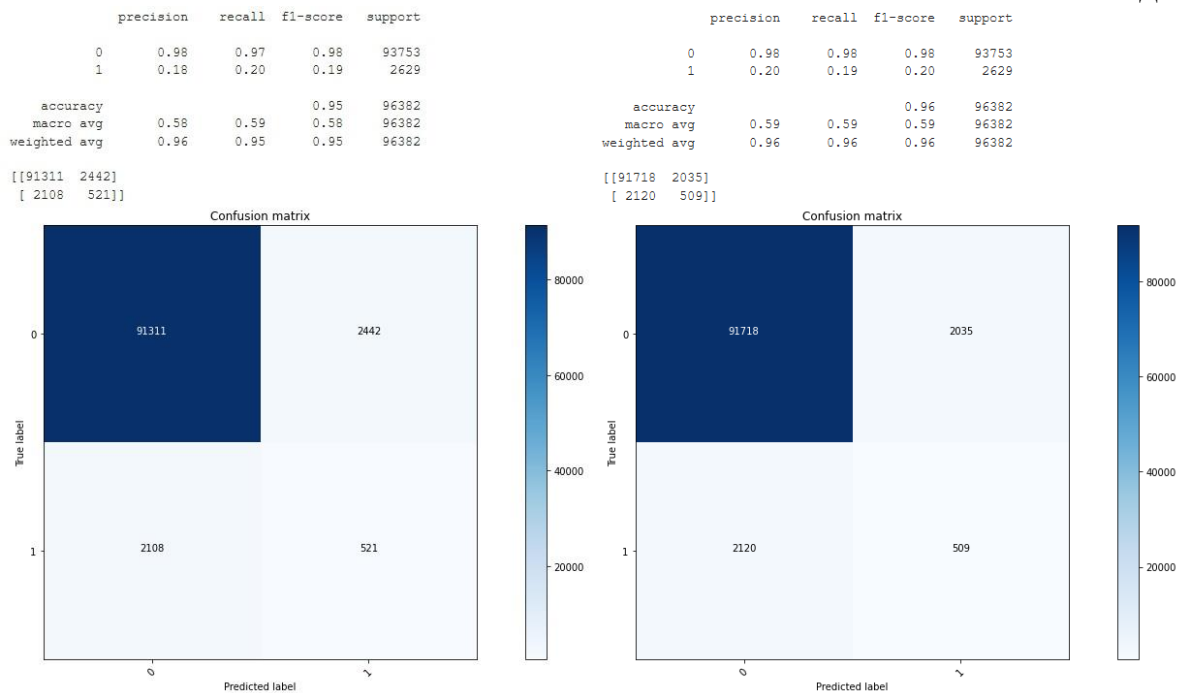 precision recall f1-score support
0 0.98 0.97 0.98 93753
1 0.18 0.20 0.19 2629
accuracy 0.95 96382
macro avg 0.58 0.59 0.58 96382
weighted avg 0.96 0.95 0.95 96382
[[91311 2442]
[ 2108 521]]
Confusion matrix
80000
91311 2442
0
60000
True label
40000
2108 521
1
20000
0 1
Predicted label
precision recall f1-score support
0 0.98 0.98 0.98 93753
1 0.20 0.19 0.20 2629
accuracy 0.96 96382
macro avg 0.59 0.59 0.59 96382
weighted avg 0.96 0.96 0.96 96382
[[91718 2035]
[ 2120 509]]
Confusion matrix
80000
91718 2035
0
60000
True label
40000
2120 509
1
20000
0 1
Predicted label